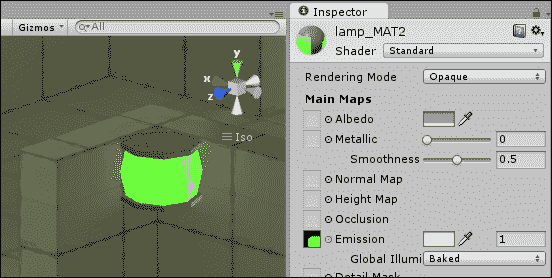 Gizmos
All
y
x
z
Iso
Inspector
lamp_MAT2
Shader Standard
Rendering Mode Opaque
Main Maps
Albedo
Metallic 0
Smoothness 0.5
Normal Map
Height Map
Occlusion
Emission 1
Global Illumi Baked
Detail Mask